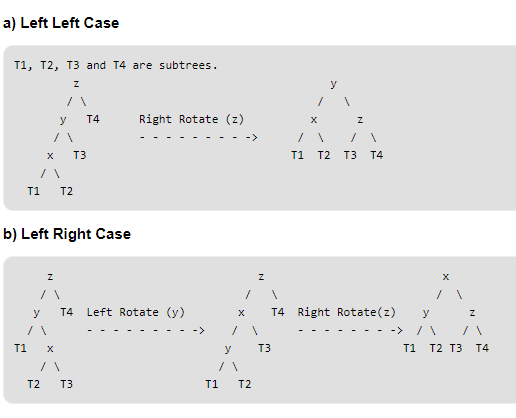 a) Left Left Case
T1, T2, T3 and T4 are subtrees.
z y
/ \ / \
y T4 Right Rotate (z) x z
/ \ - - - - - - - - -> / \ / \
x T3 T1 T2 T3 T4
/ \
T1 T2
b) Left Right Case
z z x
/ \ / \ / \
y T4 Left Rotate (y) x T4 Right Rotate(z) y z
/ \ - - - - - - - - -> / \ - - - - - - - -> / \ / \
T1 x y T3 T1 T2 T3 T4
/ \ / \
T2 T3 T1 T2